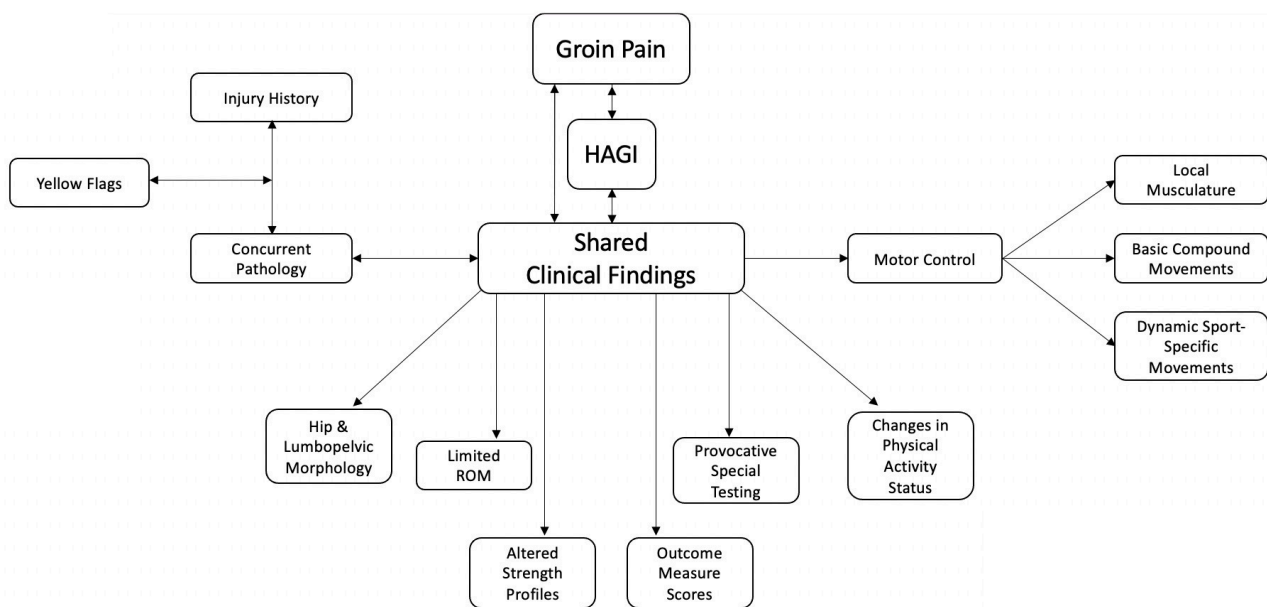 Groin Pain
Injury History
HAGI
Yellow Flags
Local
Musculature
Concurrent
Pathology
Shared
Clinical Findings
Motor Control
Basic Compound
Movements
Dynamic Sport-
Specific
Movements
Hip &
Lumbopelvic
Morphology
Limited
ROM
Provocative
Special
Testing
Changes in
Physical
Activity
Status
Altered
Strength
Profiles
Outcome
Measure
Scores